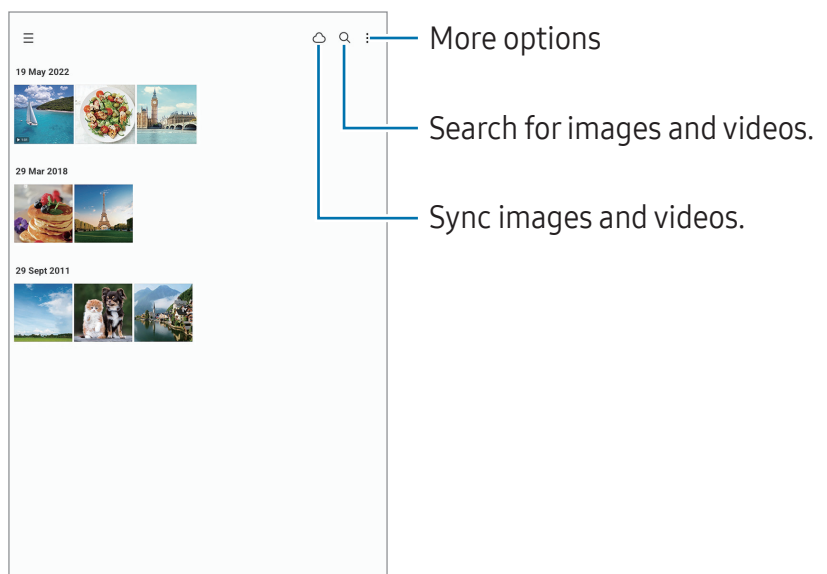 More options
19 May 2022
Search for images and videos.
29 Mar 2018
Sync images and videos.
29 Sept 2011